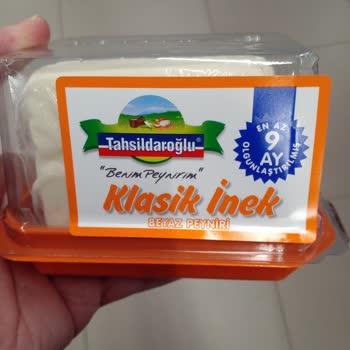 Tahsildaroğlu®
"Benim Peynirim"
Klasik İnek
BEYAZ PEYNİRİ
EN AZ
9
AY
OLGUNLAŞTIRILMIŞ